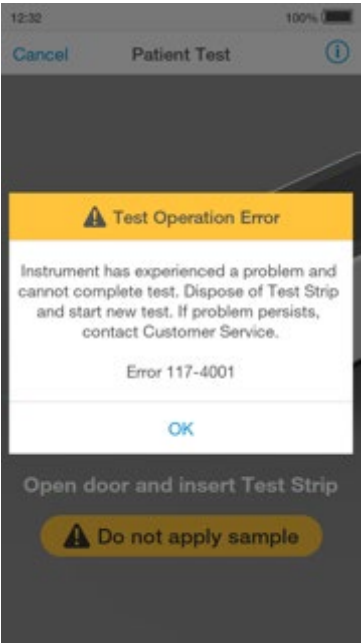 12:32 100%
Cancel Patient Test
Test Operation Error
Instrument has experienced a problem and
cannot complete test. Dispose of Test Strip
and start new test. If problem persists,
contact Customer Service.
Error 117-4001
OK
Open door and insert Test Strip
Do not apply sample